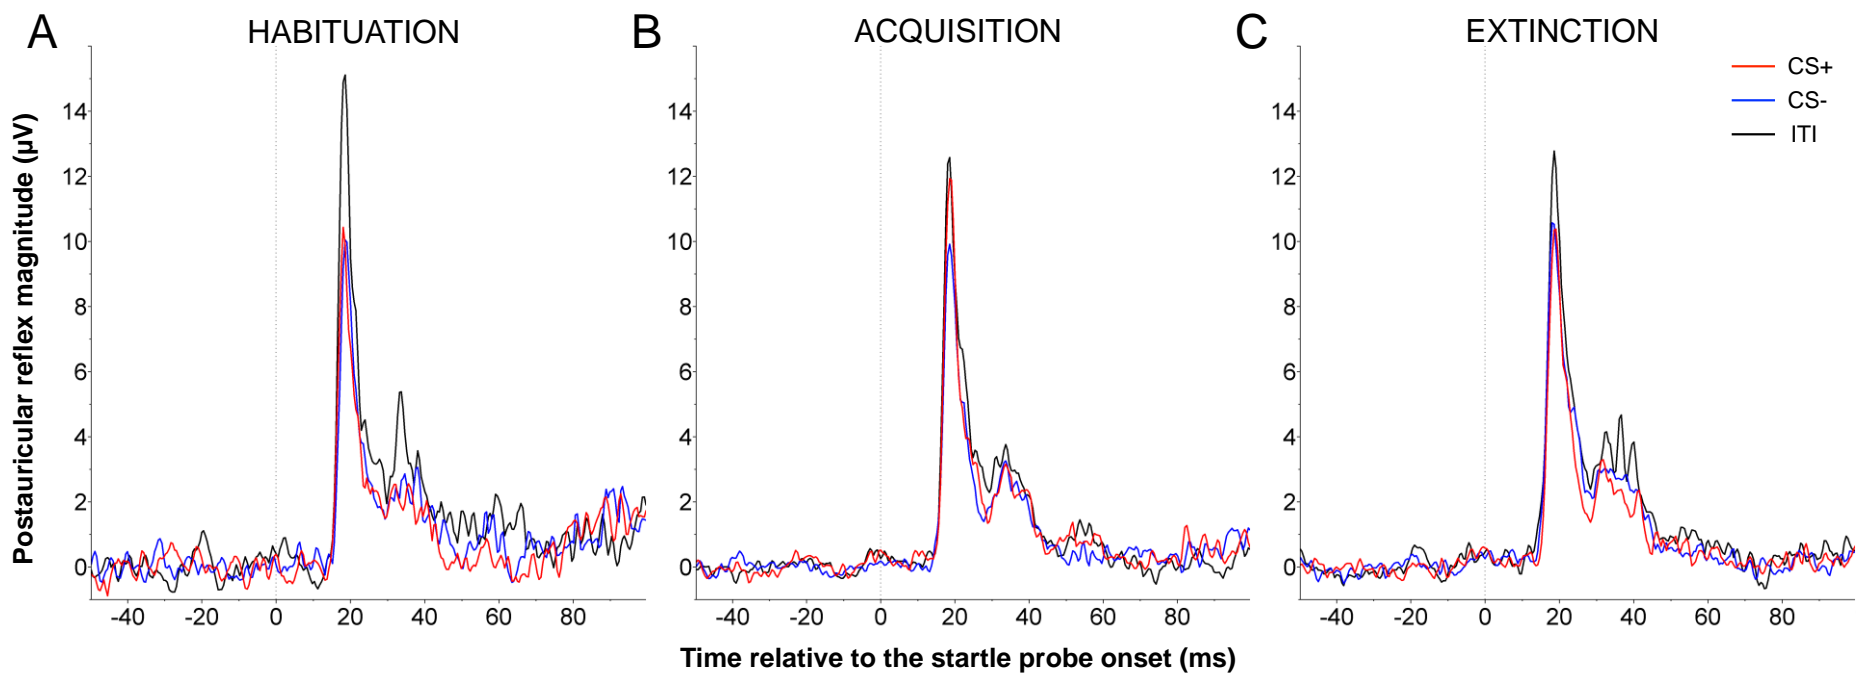 A HABITUATION
B ACQUISITION
C EXTINCTION
CS+
CS-
ITI
Postauricular reflex magnitude (µV)
14
12
10
8
6
4
2
0
-40 -20 0 20 40 60 80
14
12
10
8
6
4
2
0
-40 -20 0 20 40 60 80
14
12
10
8
6
4
2
0
-40 -20 0 20 40 60 80
Time relative to the startle probe onset (ms)